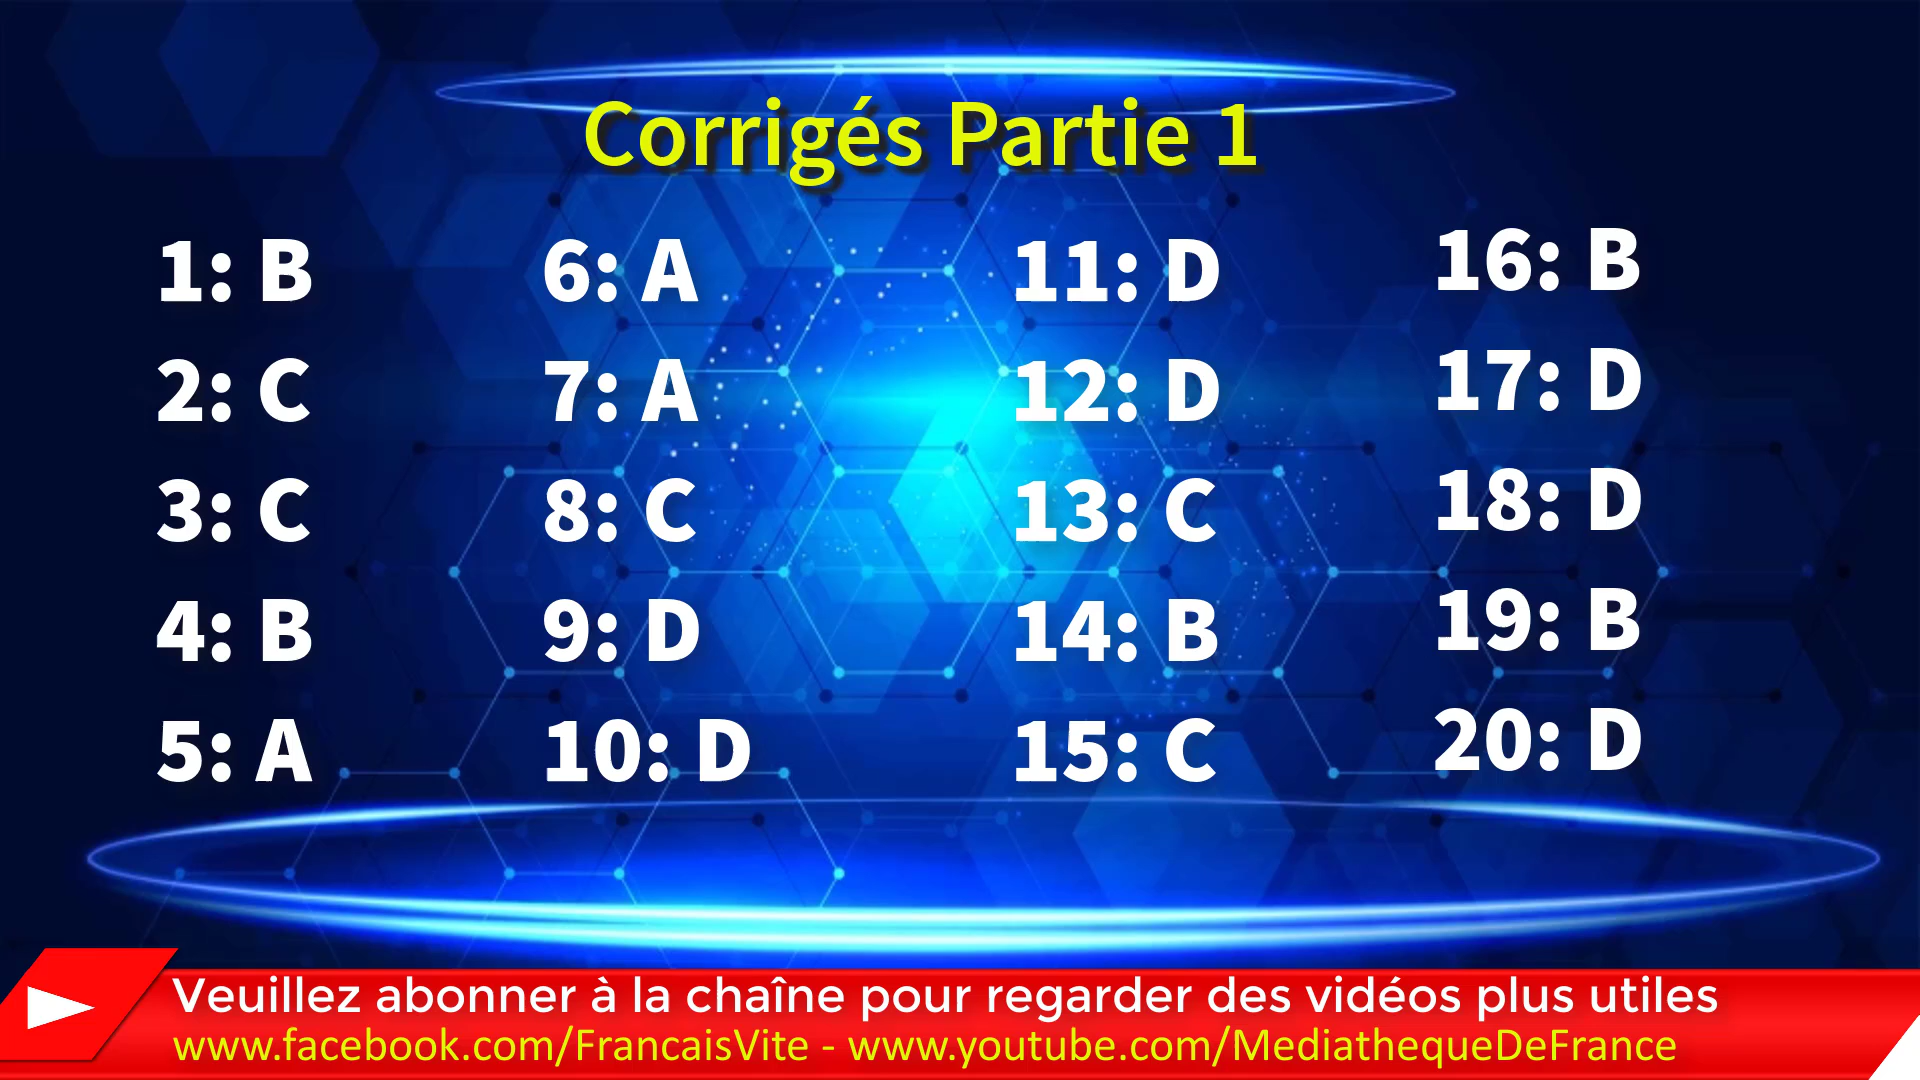 Corrigés Partie 1
1: B
2: C
3: C
4: B
5: A
6: A
7: A
8: C
9: D
10: D
11: D
12: D
13: C
14: B
15: C
16: B
17: D
18: D
19: B
20: D
Veuillez abonner à la chaîne pour regarder des vidéos plus utiles
www.facebook.com/FrancaisVite - www.youtube.com/MediathequeDeFrance